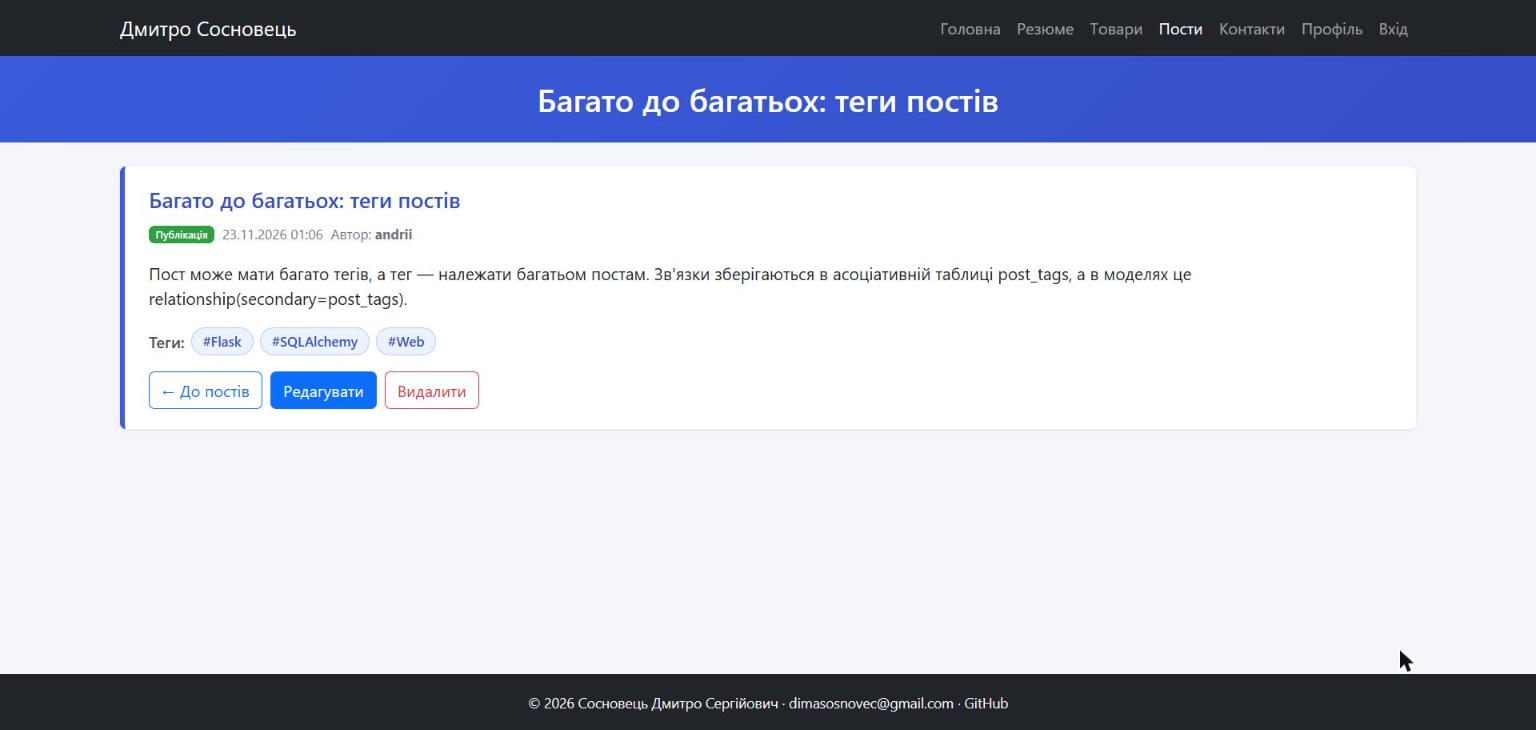 Дмитро Сосновець
Головна Резюме Товари Пости Контакти Профіль Вхід
Багато до багатьох: теги постів
Багато до багатьох: теги постів
Публікація 23.11.2026 01:06 Автор: andrii
Пост може мати багато тегів, а тег — належати багатьом постам. Зв'язки зберігаються в асоціативній таблиці post_tags, а в моделях це
relationship(secondary=post_tags).
Теги: #Flask #SQLAlchemy #Web
← До постів Редагувати Видалити
© 2026 Сосновець Дмитро Сергійович · dimasosnovec@gmail.com · GitHub